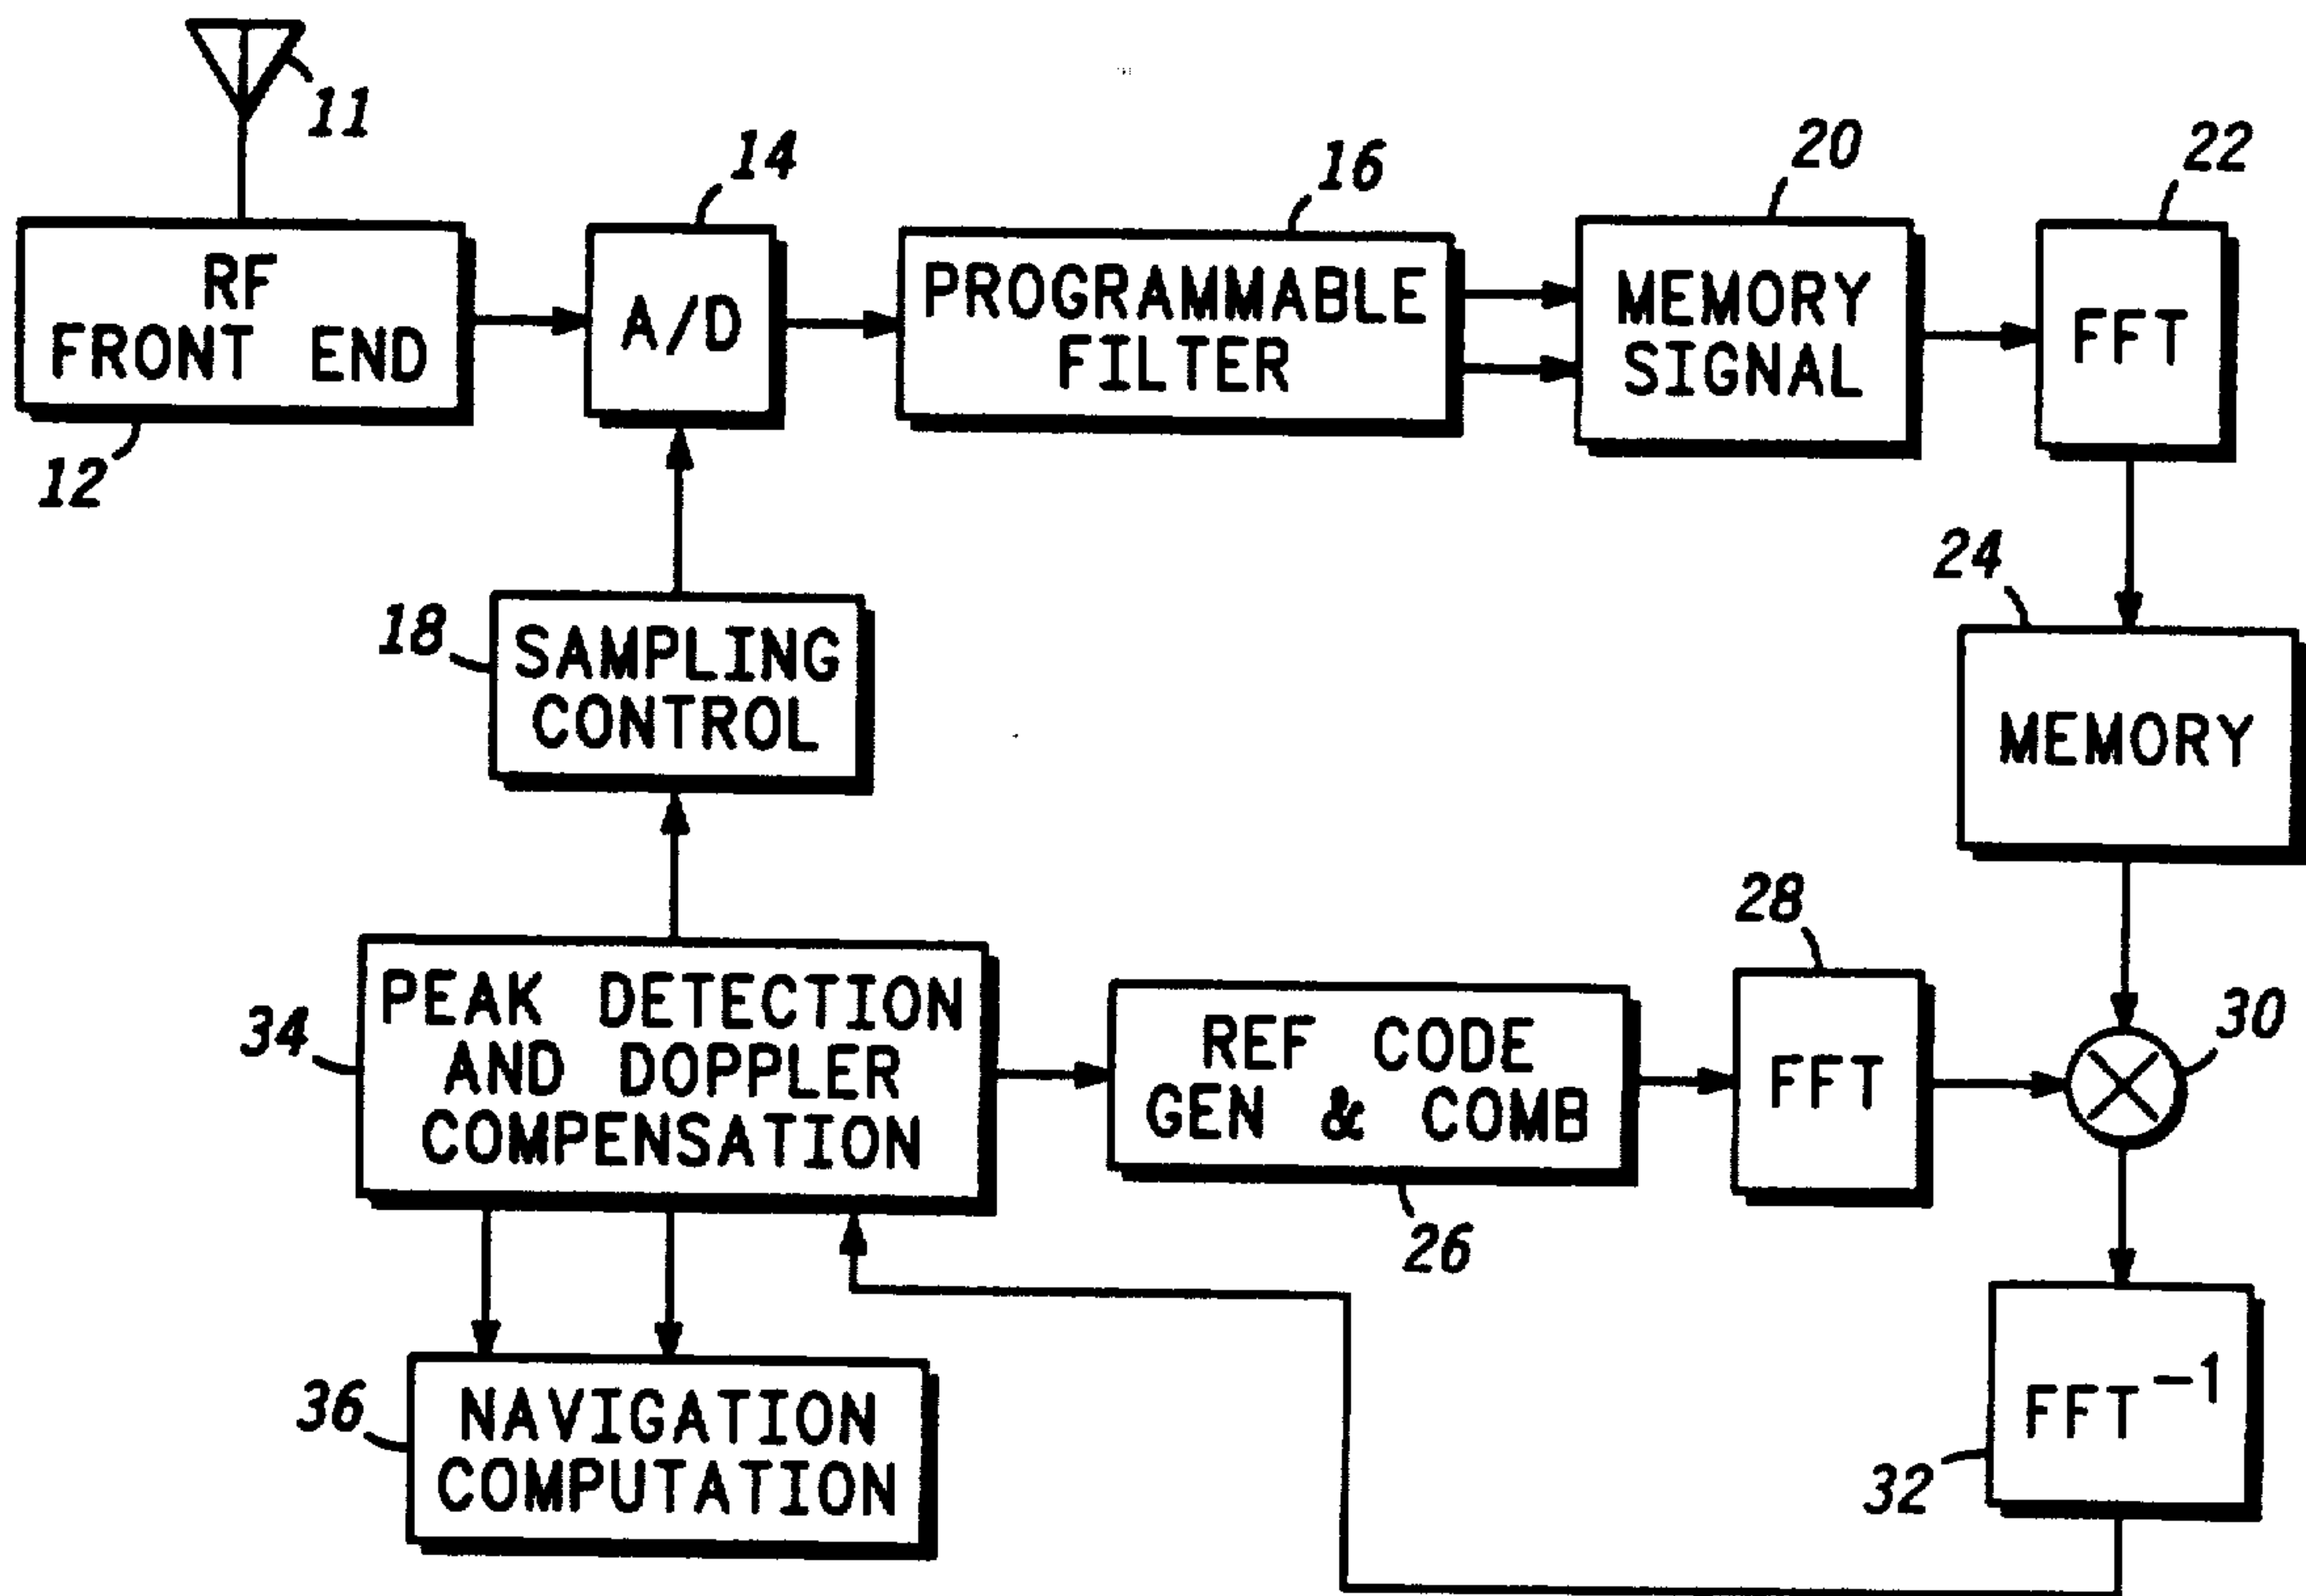 11
14
16
20
22
RF
FRONT END
A/D
PROGRAMMABLE
FILTER
MEMORY
SIGNAL
FFT
12
24
18
SAMPLING
CONTROL
MEMORY
28
34
PEAK DETECTION
AND DOPPLER
COMPENSATION
REF CODE
GEN & COMB
FFT
30
26
36
NAVIGATION
COMPUTATION
FFT⁻¹
32